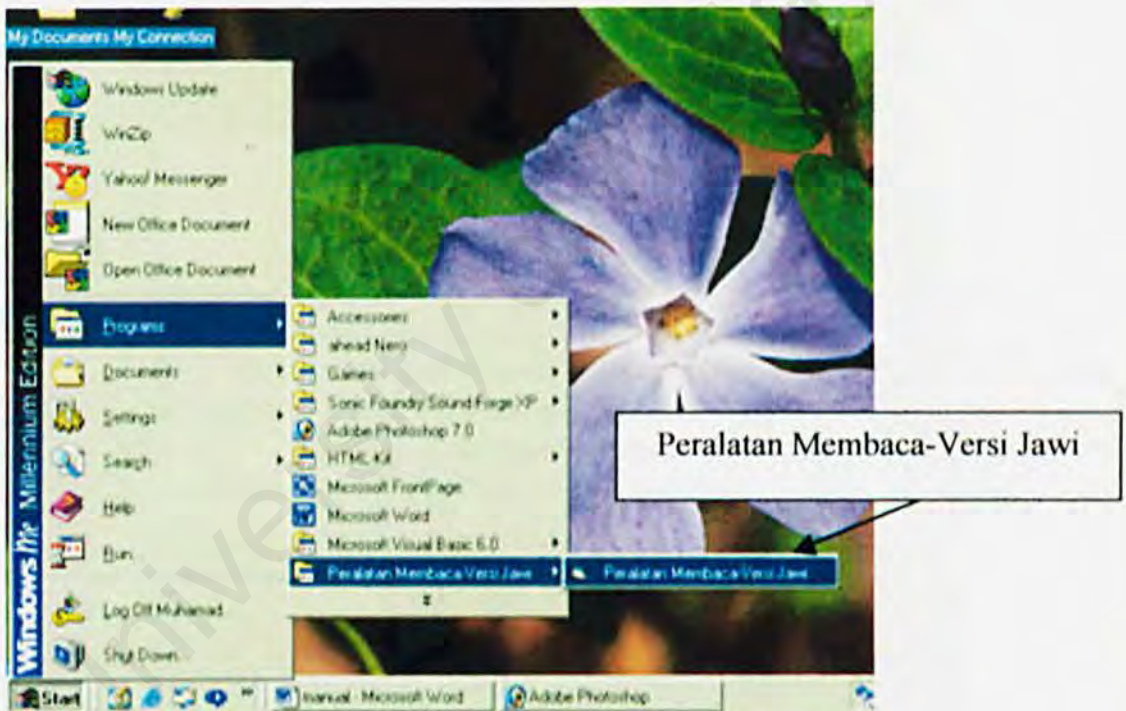 My Documents My Connection
Windows Update
WinZip
Yahoo! Messenger
New Office Document
Open Office Document
Programs
Documents
Settings
Search
Help
Run...
Log Off Muhamad
Shut Down...
Windows Me Millennium Edition
Accessories
ahead Nero
Games
Sonic Foundry Sound Forge XP
Adobe Photoshop 7.0
HTML Kit
Microsoft FrontPage
Microsoft Word
Microsoft Visual Basic 6.0
Peralatan Membaca-Versi Jawi
Peralatan Membaca-Versi Jawi
Peralatan Membaca-Versi Jawi
Start
manual - Microsoft Word
Adobe Photoshop